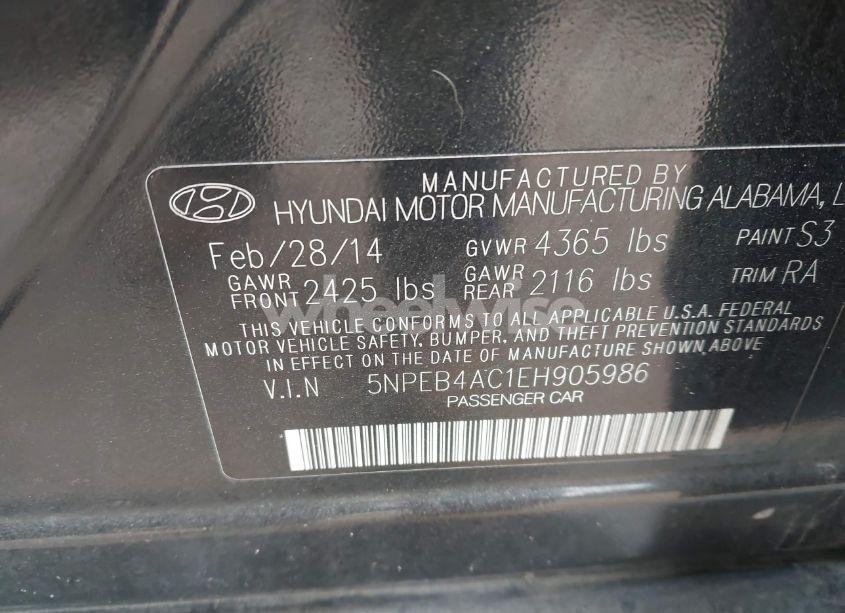 MANUFACTURED BY
HYUNDAI MOTOR MANUFACTURING ALABAMA, L
Feb/28/14 GVWR 4365 lbs PAINT S3
GAWR FRONT 2425 lbs GAWR REAR 2116 lbs TRIM RA
wheelwise
THIS VEHICLE CONFORMS TO ALL APPLICABLE U.S.A. FEDERAL
MOTOR VEHICLE SAFETY, BUMPER, AND THEFT PREVENTION STANDARDS
IN EFFECT ON THE DATE OF MANUFACTURE SHOWN ABOVE
V.I.N 5NPEB4AC1EH905986
PASSENGER CAR